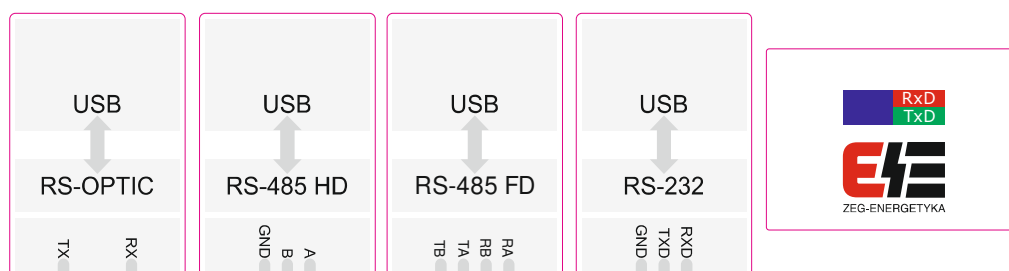 USB
RS-OPTIC
TX RX
USB
RS-485 HD
GND B A
USB
RS-485 FD
TB TA RB RA
USB
RS-232
GND TXD RXD
RxD
TxD
ZEG-ENERGETYKA